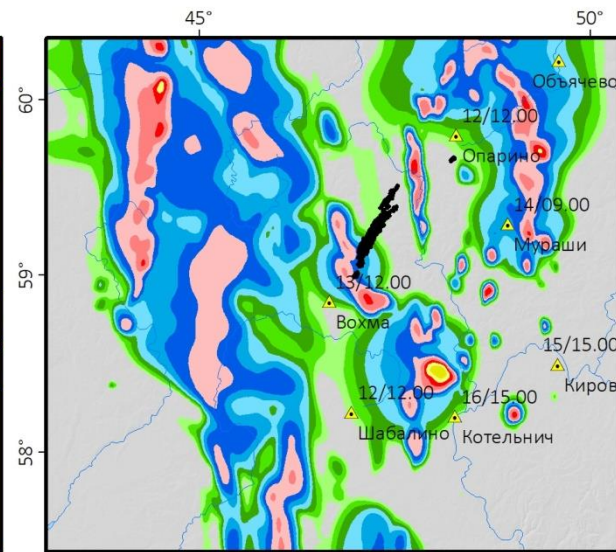 45° 50°
60°
Объячево
12/12.00
Опарино
14/09.00
Мураши
59°
13/12.00
Вохма
15/15.00
Киров
12/12.00
Шабалино
16/15.00
Котельнич
58°